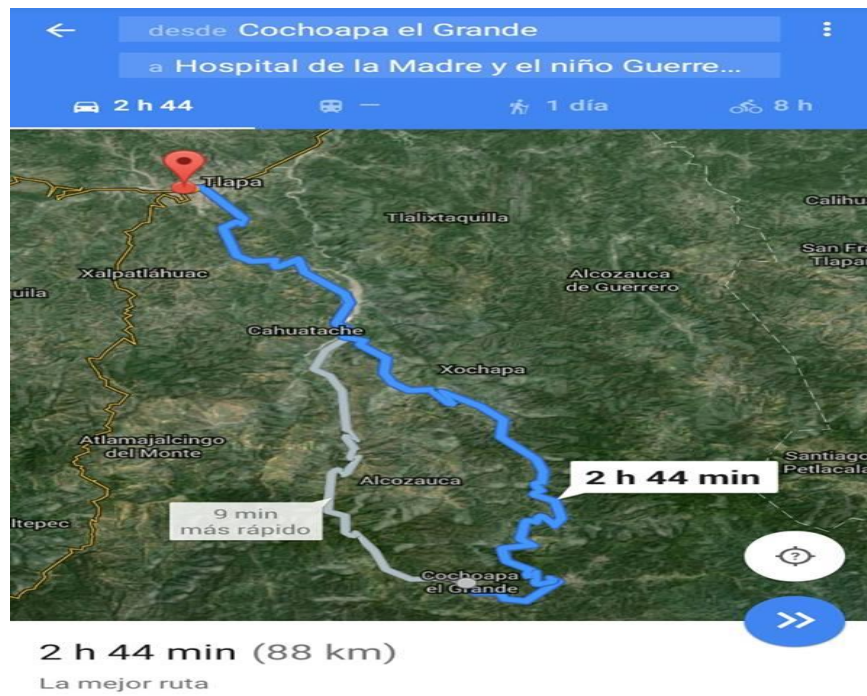 desde Cochoapa el Grande
a Hospital de la Madre y el niño Guerre...
2 h 44
—
1 día
8 h
Tlapa
Tlalixtaquilla
Calihu
San Fra
Tlapa
Xalpatláhuac
Alcozauca
de Guerrero
uila
Cahuatache
Xochapa
Atlamajalcingo
del Monte
Santiago
Petlacala
Alcozauca
2 h 44 min
9 min
más rápido
ltepec
Cochoapa
el Grande
2 h 44 min (88 km)
La mejor ruta